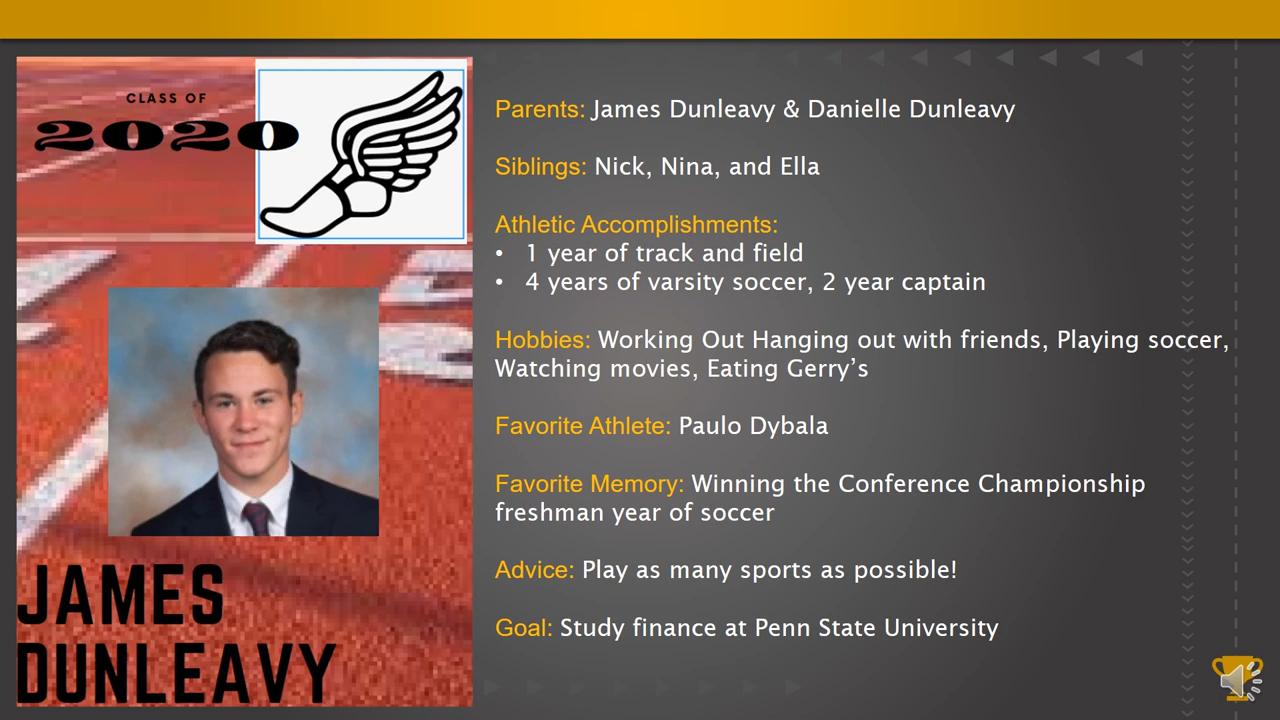 CLASS OF
2020
JAMES
DUNLEAVY
Parents: James Dunleavy & Danielle Dunleavy
Siblings: Nick, Nina, and Ella
Athletic Accomplishments:
• 1 year of track and field
• 4 years of varsity soccer, 2 year captain
Hobbies: Working Out Hanging out with friends, Playing soccer,
Watching movies, Eating Gerry’s
Favorite Athlete: Paulo Dybala
Favorite Memory: Winning the Conference Championship
freshman year of soccer
Advice: Play as many sports as possible!
Goal: Study finance at Penn State University